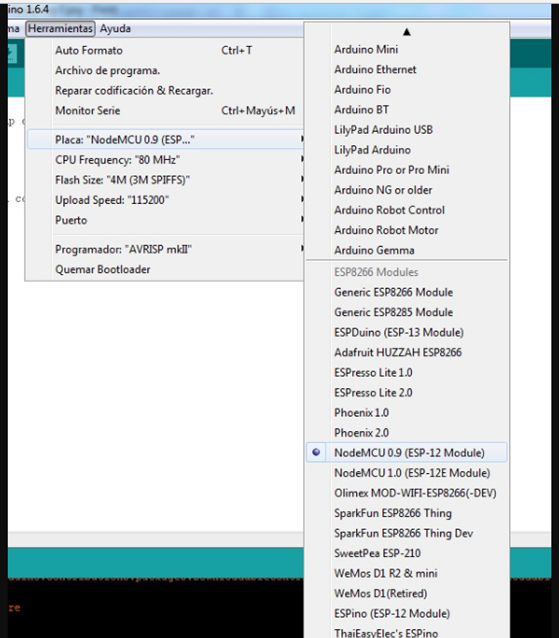 ino 1.6.4
ma Herramientas Ayuda
Auto Formato Ctrl+T
Archivo de programa.
Reparar codificación & Recargar.
Monitor Serie Ctrl+Mayús+M
Placa: "NodeMCU 0.9 (ESP..."
CPU Frequency: "80 MHz"
Flash Size: "4M (3M SPIFFS)"
Upload Speed: "115200"
Puerto
Programador: "AVRISP mkII"
Quemar Bootloader
Arduino Mini
Arduino Ethernet
Arduino Fio
Arduino BT
LilyPad Arduino USB
LilyPad Arduino
Arduino Pro or Pro Mini
Arduino NG or older
Arduino Robot Control
Arduino Robot Motor
Arduino Gemma
ESP8266 Modules
Generic ESP8266 Module
Generic ESP8285 Module
ESPDuino (ESP-13 Module)
Adafruit HUZZAH ESP8266
ESPresso Lite 1.0
ESPresso Lite 2.0
Phoenix 1.0
Phoenix 2.0
NodeMCU 0.9 (ESP-12 Module)
NodeMCU 1.0 (ESP-12E Module)
Olimex MOD-WIFI-ESP8266(-DEV)
SparkFun ESP8266 Thing
SparkFun ESP8266 Thing Dev
SweetPea ESP-210
WeMos D1 R2 & mini
WeMos D1(Retired)
ESPino (ESP-12 Module)
ThaiEasyElec's ESPino
re